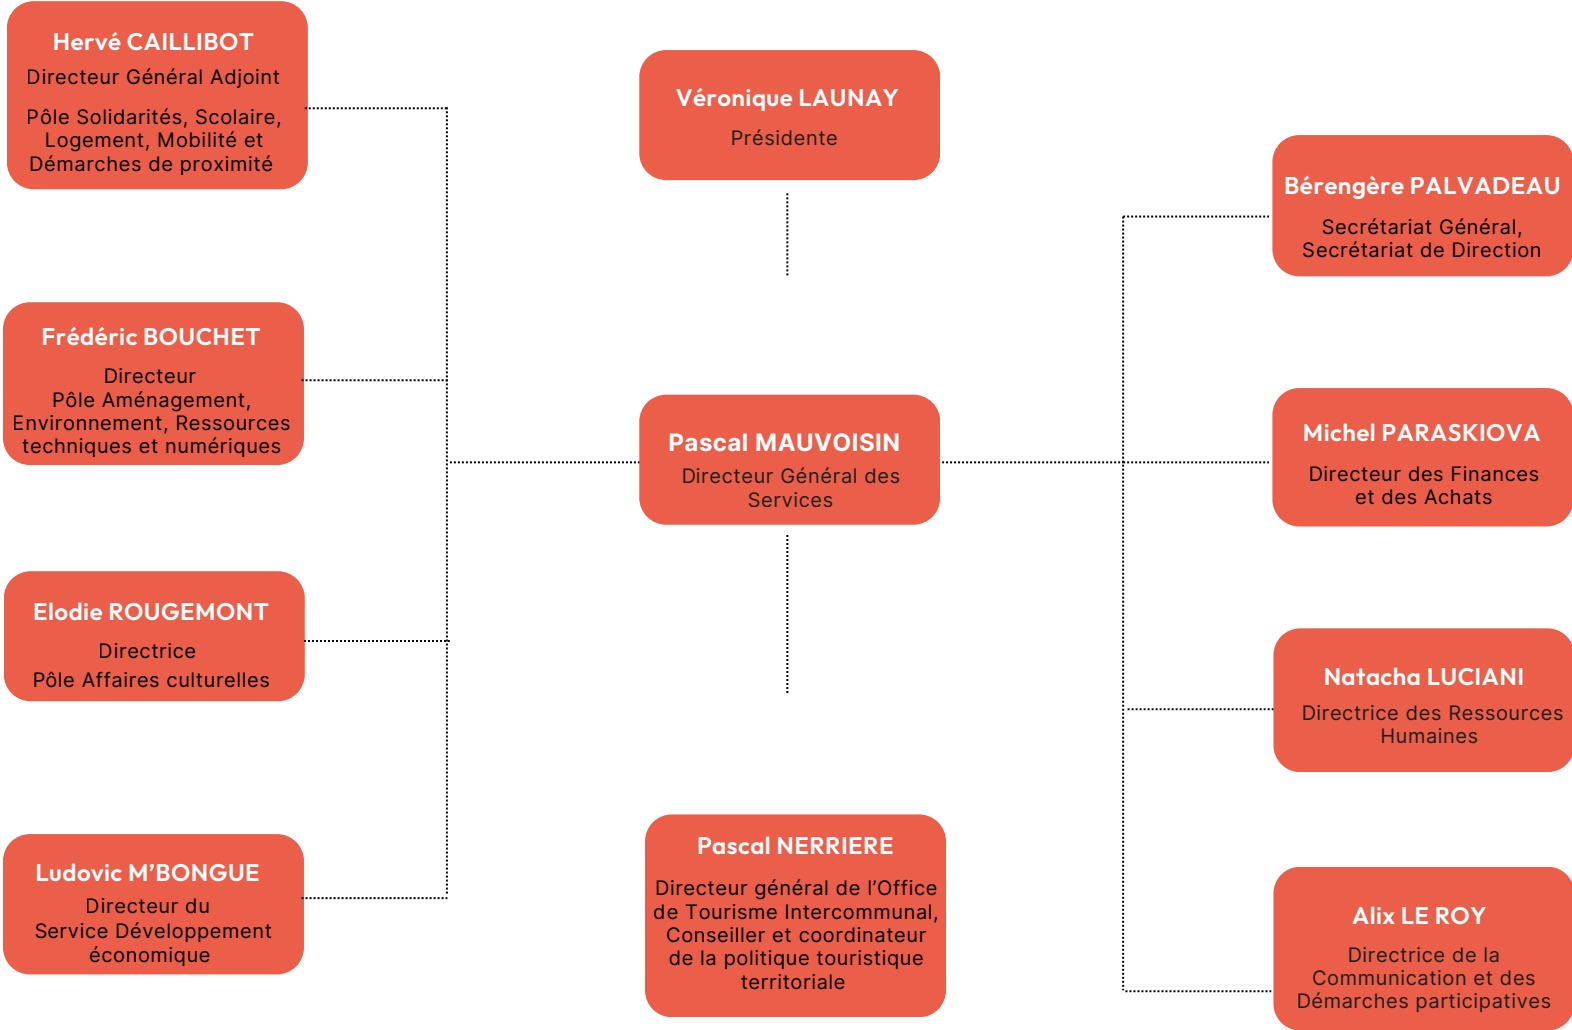 Hervé CAILLIBOT
Directeur Général Adjoint
Pôle Solidarités, Scolaire,
Logement, Mobilité et
Démarches de proximité
Véronique LAUNAY
Présidente
Bérengère PALVADEAU
Secrétariat Général,
Secrétariat de Direction
Frédéric BOUCHET
Directeur
Pôle Aménagement,
Environnement, Ressources
techniques et numériques
Pascal MAUVOISIN
Directeur Général des
Services
Michel PARASKIOVA
Directeur des Finances
et des Achats
Elodie ROUGEMONT
Directrice
Pôle Affaires culturelles
Natacha LUCIANI
Directrice des Ressources
Humaines
Ludovic M’BONGUE
Directeur du
Service Développement
économique
Pascal NERRIERE
Directeur général de l’Office
de Tourisme Intercommunal,
Conseiller et coordinateur
de la politique touristique
territoriale
Alix LE ROY
Directrice de la
Communication et des
Démarches participatives